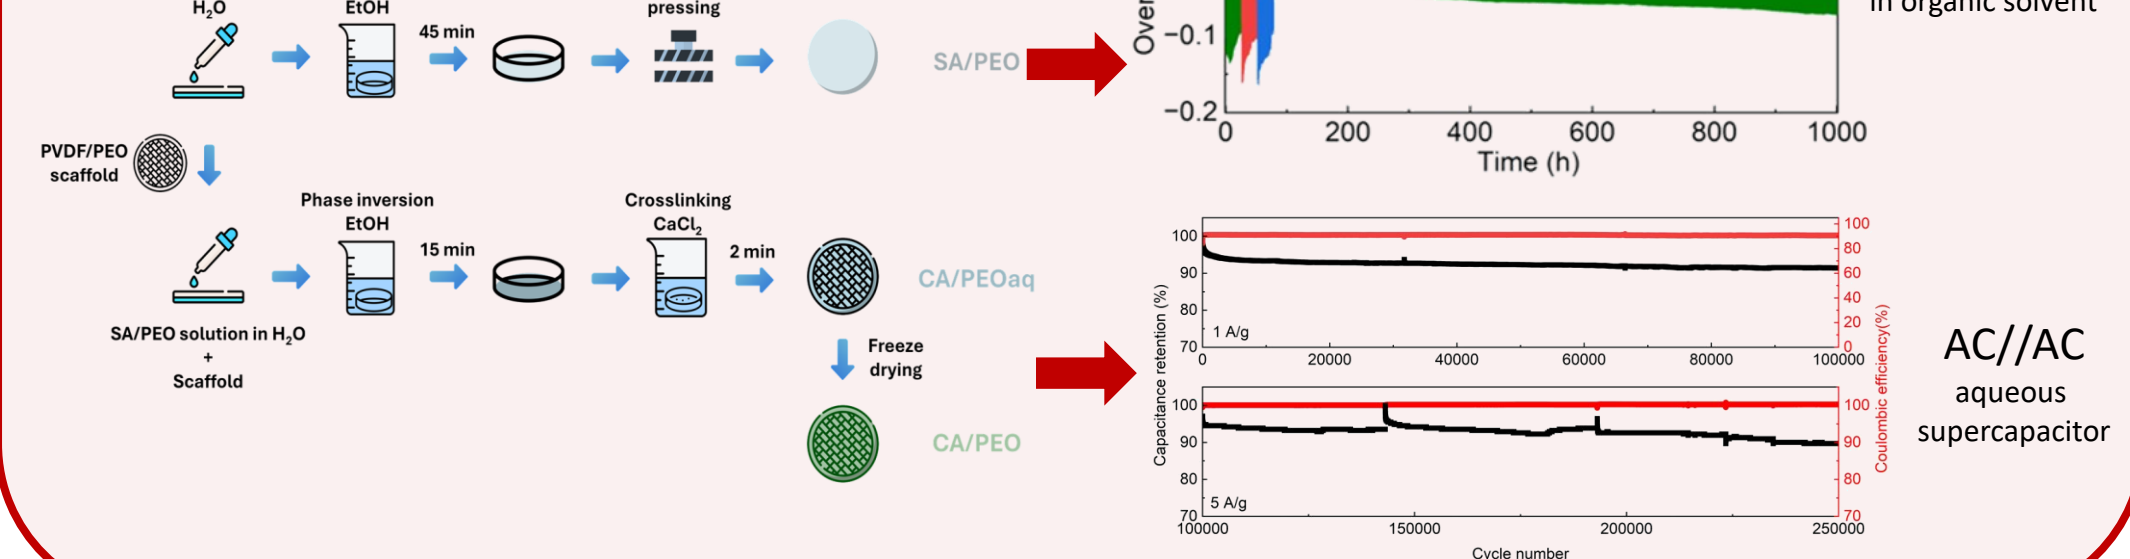 H₂O
EtOH
pressing
45 min
SA/PEO
PVDF/PEO
scaffold
Phase inversion
EtOH
Crosslinking
CaCl₂
15 min
2 min
CA/PEOaq
SA/PEO solution in H₂O
+
Scaffold
Freeze
drying
CA/PEO
Over
−0.1
−0.2
0 200 400 600 800 1000
Time (h)
in organic solvent
Capacitance retention (%)
100
90
80
70
1 A/g
0 20000 40000 60000 80000 100000
100
80
60
40
20
0
100
90
80
70
5 A/g
100000 150000 200000 250000
100
90
80
70
Cycle number
Coulombic efficiency(%)
AC//AC
aqueous
supercapacitor